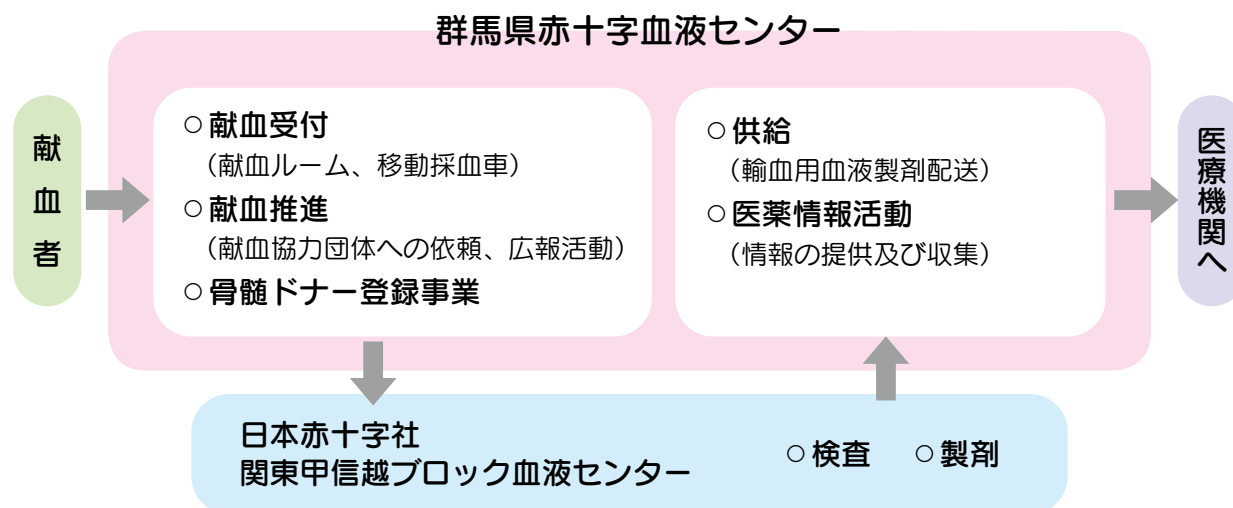 群馬県赤十字血液センター
献血者
○献血受付
（献血ルーム、移動採血車）
○献血推進
（献血協力団体への依頼、広報活動）
○骨髄ドナー登録事業
○供給
（輸血用血液製剤配送）
○医薬情報活動
（情報の提供及び収集）
医療機関へ
日本赤十字社
関東甲信越ブロック血液センター
○検査 ○製剤